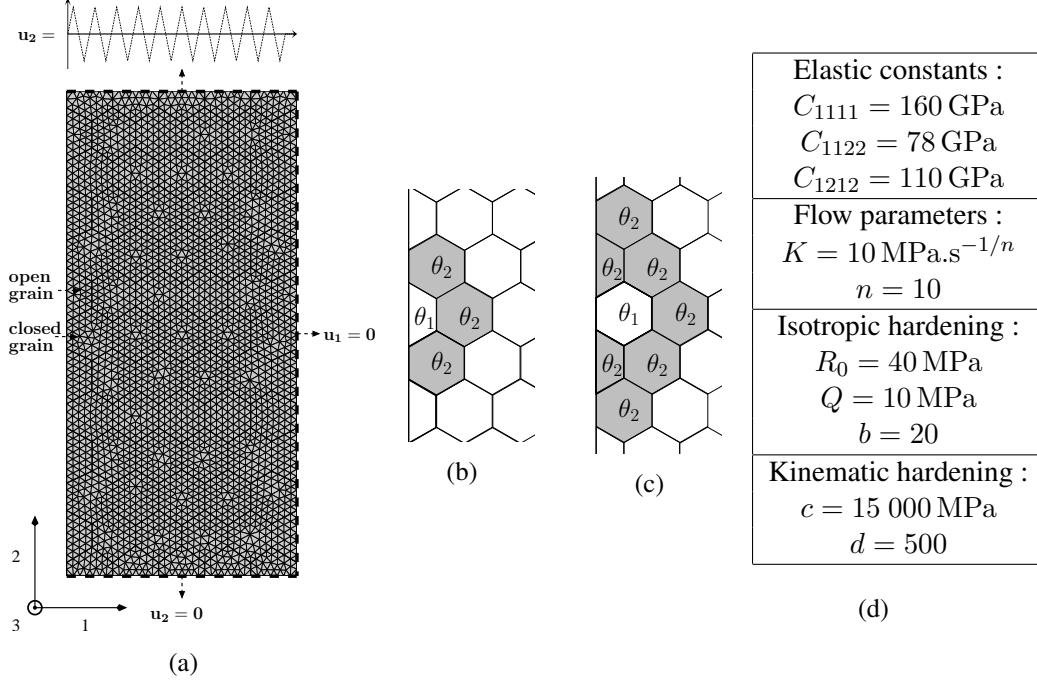 u₂ =
open
grain
closed
grain
u₁ = 0
2
3
1
u₂ = 0
(a)
θ₂
θ₁
θ₂
θ₂
(b)
θ₂
θ₂
θ₂
θ₁
θ₂
θ₂
θ₂
θ₂
(c)
Elastic constants :
C₁₁₁₁ = 160 GPa
C₁₁₂₂ = 78 GPa
C₁₂₁₂ = 110 GPa
Flow parameters :
K = 10 MPa.s^{−1/n}
n = 10
Isotropic hardening :
R₀ = 40 MPa
Q = 10 MPa
b = 20
Kinematic hardening :
c = 15 000 MPa
d = 500
(d)